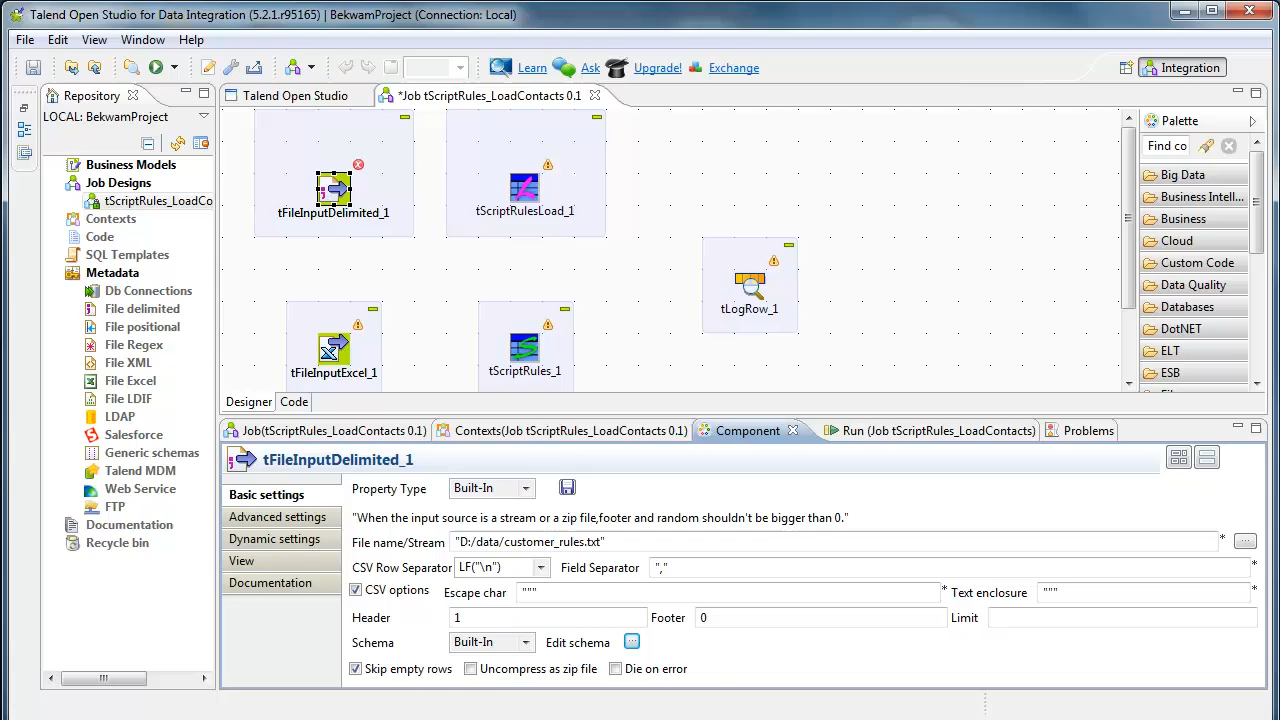 Talend Open Studio for Data Integration (5.2.1.r95165) | BekwamProject (Connection: Local)
File Edit View Window Help
Learn Ask Upgrade! Exchange Integration
Repository
LOCAL: BekwamProject
Business Models
Job Designs
tScriptRules_LoadCo
Contexts
Code
SQL Templates
Metadata
Db Connections
File delimited
File positional
File Regex
File XML
File Excel
File LDIF
LDAP
Salesforce
Generic schemas
Talend MDM
Web Service
FTP
Documentation
Recycle bin
Talend Open Studio *Job tScriptRules_LoadContacts 0.1
tFileInputDelimited_1
tScriptRulesLoad_1
tLogRow_1
tFileInputExcel_1
tScriptRules_1
Designer Code
Palette
Find co
Big Data
Business Intell...
Business
Cloud
Custom Code
Data Quality
Databases
DotNET
ELT
ESB
Job(tScriptRules_LoadContacts 0.1) Contexts(Job tScriptRules_LoadContacts 0.1) Component Run (Job tScriptRules_LoadContacts) Problems
tFileInputDelimited_1
Basic settings
Advanced settings
Dynamic settings
View
Documentation
Property Type Built-In
"When the input source is a stream or a zip file,footer and random shouldn't be bigger than 0."
File name/Stream "D:/data/customer_rules.txt" *
CSV Row Separator LF("\n") Field Separator "," *
CSV options Escape char """ * Text enclosure """ *
Header 1 Footer 0 Limit
Schema Built-In Edit schema
Skip empty rows Uncompress as zip file Die on error